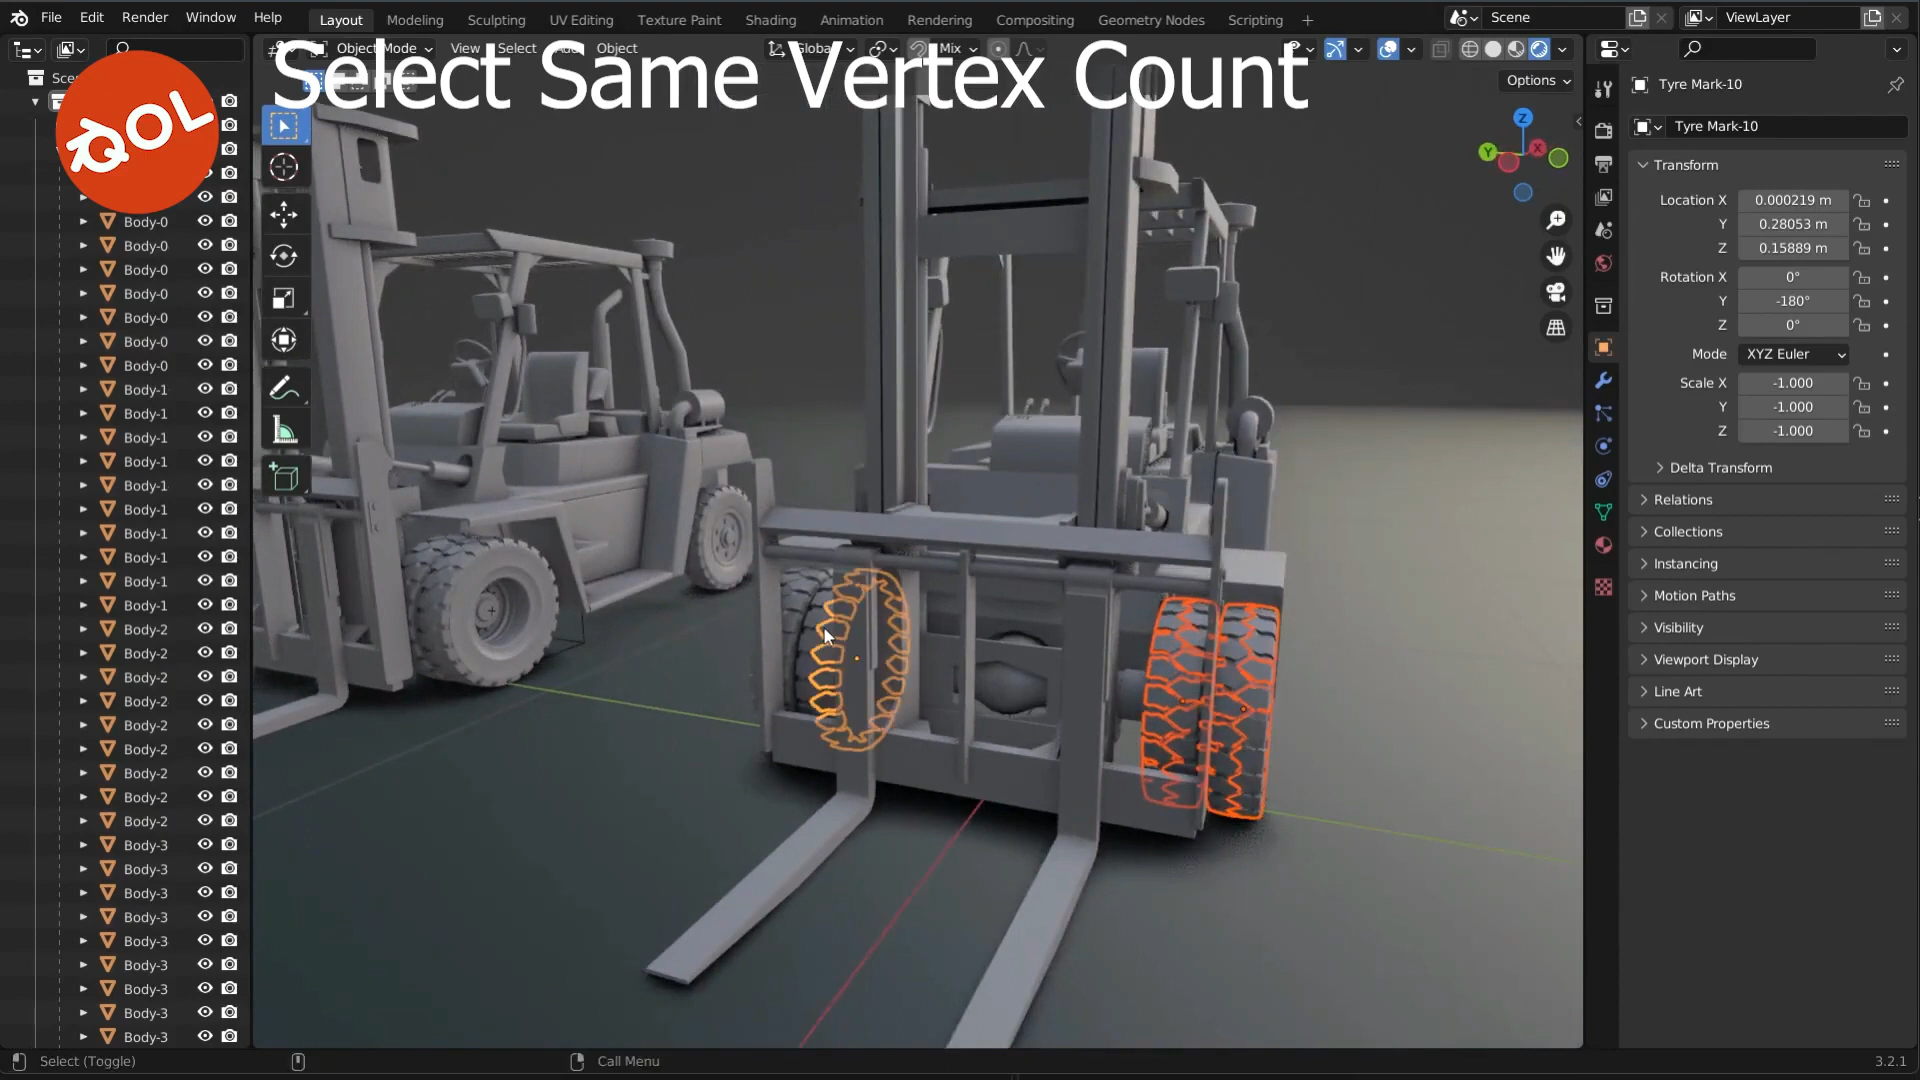 File Edit Render Window Help Layout Modeling Sculpting UV Editing Texture Paint Shading Animation Rendering Compositing Geometry Nodes Scripting + Scene ViewLayer
Object Mode View Select Add Object Global Mix
Select Same Vertex Count
Options
QOL
Tyre Mark-10
Tyre Mark-10
Transform
Location X 0.000219 m
Y 0.28053 m
Z 0.15889 m
Rotation X 0°
Y -180°
Z 0°
Mode XYZ Euler
Scale X -1.000
Y -1.000
Z -1.000
Delta Transform
Relations
Collections
Instancing
Motion Paths
Visibility
Viewport Display
Line Art
Custom Properties
Z
Y
X
Body-0
Body-0
Body-0
Body-0
Body-0
Body-0
Body-0
Body-1
Body-1
Body-1
Body-1
Body-1
Body-1
Body-1
Body-1
Body-1
Body-1
Body-2
Body-2
Body-2
Body-2
Body-2
Body-2
Body-2
Body-2
Body-2
Body-3
Body-3
Body-3
Body-3
Body-3
Body-3
Body-3
Body-3
Body-3
Select (Toggle) Call Menu 3.2.1